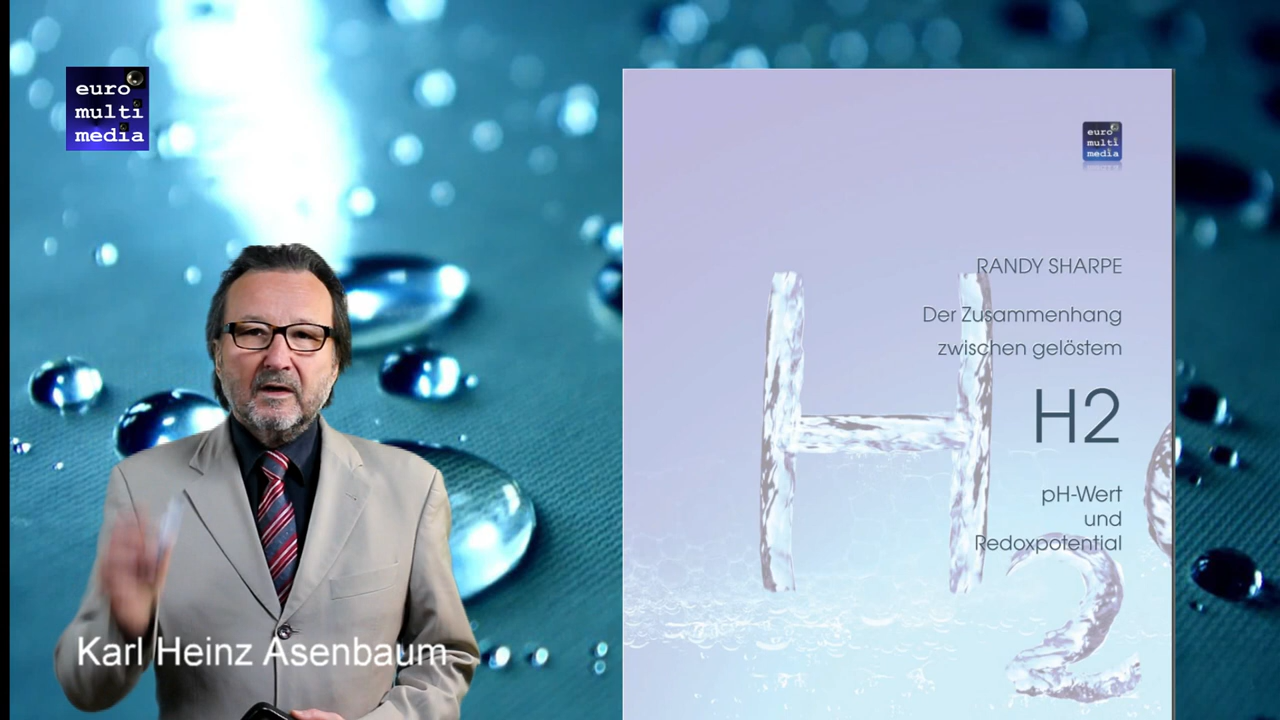 euro
multi
media
Karl Heinz Asenbaum
euro
multi
media
RANDY SHARPE
Der Zusammenhang
zwischen gelöstem
H2
pH-Wert
und
Redoxpotential
H
2